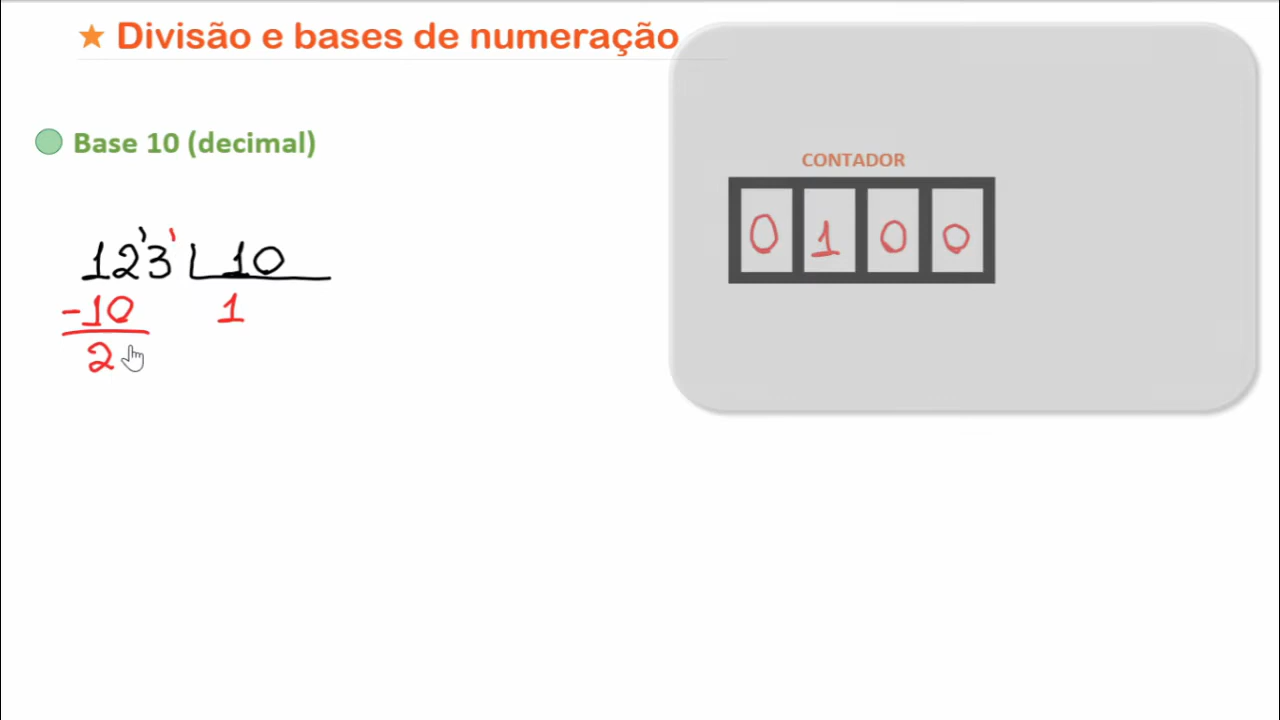 Divisão e bases de numeração
Base 10 (decimal)
123 10
-10 1
2
CONTADOR
0 1 0 0